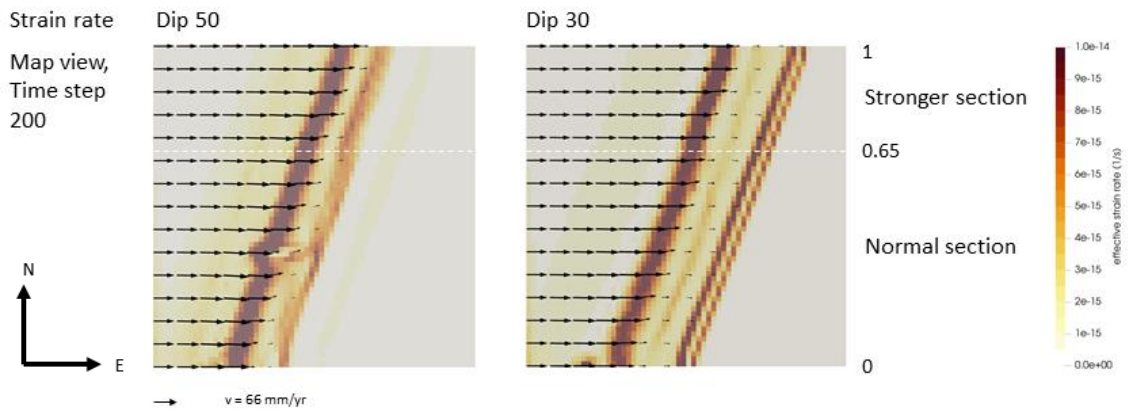 Strain rate
Dip 50
Dip 30
Map view,
Time step
200
1
Stronger section
0.65
Normal section
0
N
E
v = 66 mm/yr
1.0e-14
9e-15
8e-15
7e-15
6e-15
5e-15
4e-15
3e-15
2e-15
1e-15
0.0e+00
effective strain rate (1/s)